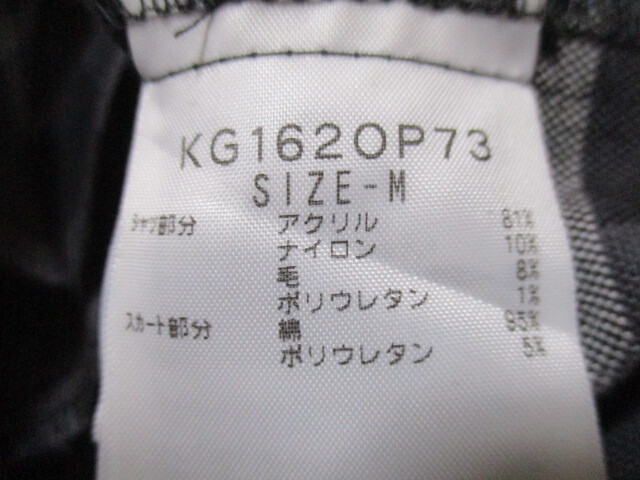 KG162OP73
SIZE-M
シャツ部分 アクリル 81%
ナイロン 10%
毛 8%
ポリウレタン 1%
スカート部分 綿 95%
ポリウレタン 5%